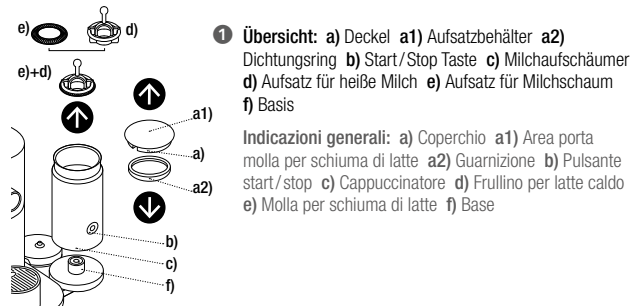 e)
d)
e)+d)
a1)
a)
a2)
b)
c)
f)
1 Übersicht: a) Deckel a1) Aufsatzbehälter a2)
Dichtungsring b) Start/Stop Taste c) Milchaufschäumer
d) Aufsatz für heiße Milch e) Aufsatz für Milchschaum
f) Basis
Indicazioni generali: a) Coperchio a1) Area porta
molla per schiuma di latte a2) Guarnizione b) Pulsante
start/stop c) Cappuccinatore d) Frullino per latte caldo
e) Molla per schiuma di latte f) Base